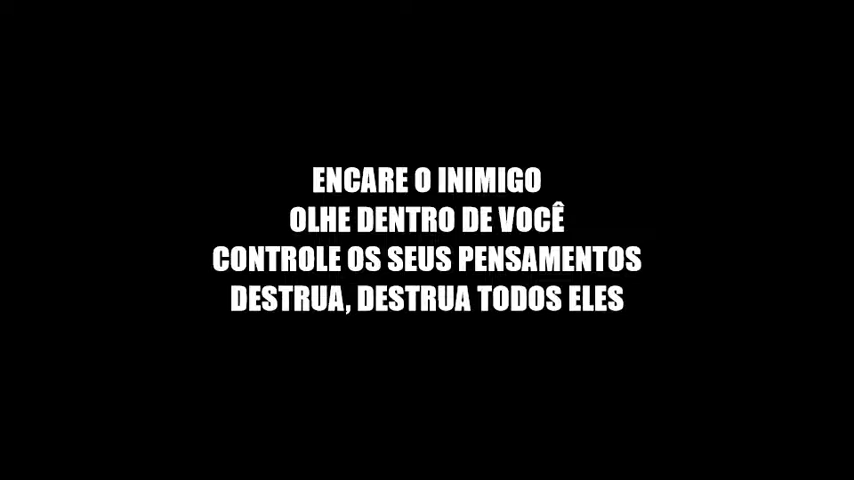 ENCARE O INIMIGO
OLHE DENTRO DE VOCÊ
CONTROLE OS SEUS PENSAMENTOS
DESTRUA, DESTRUA TODOS ELES